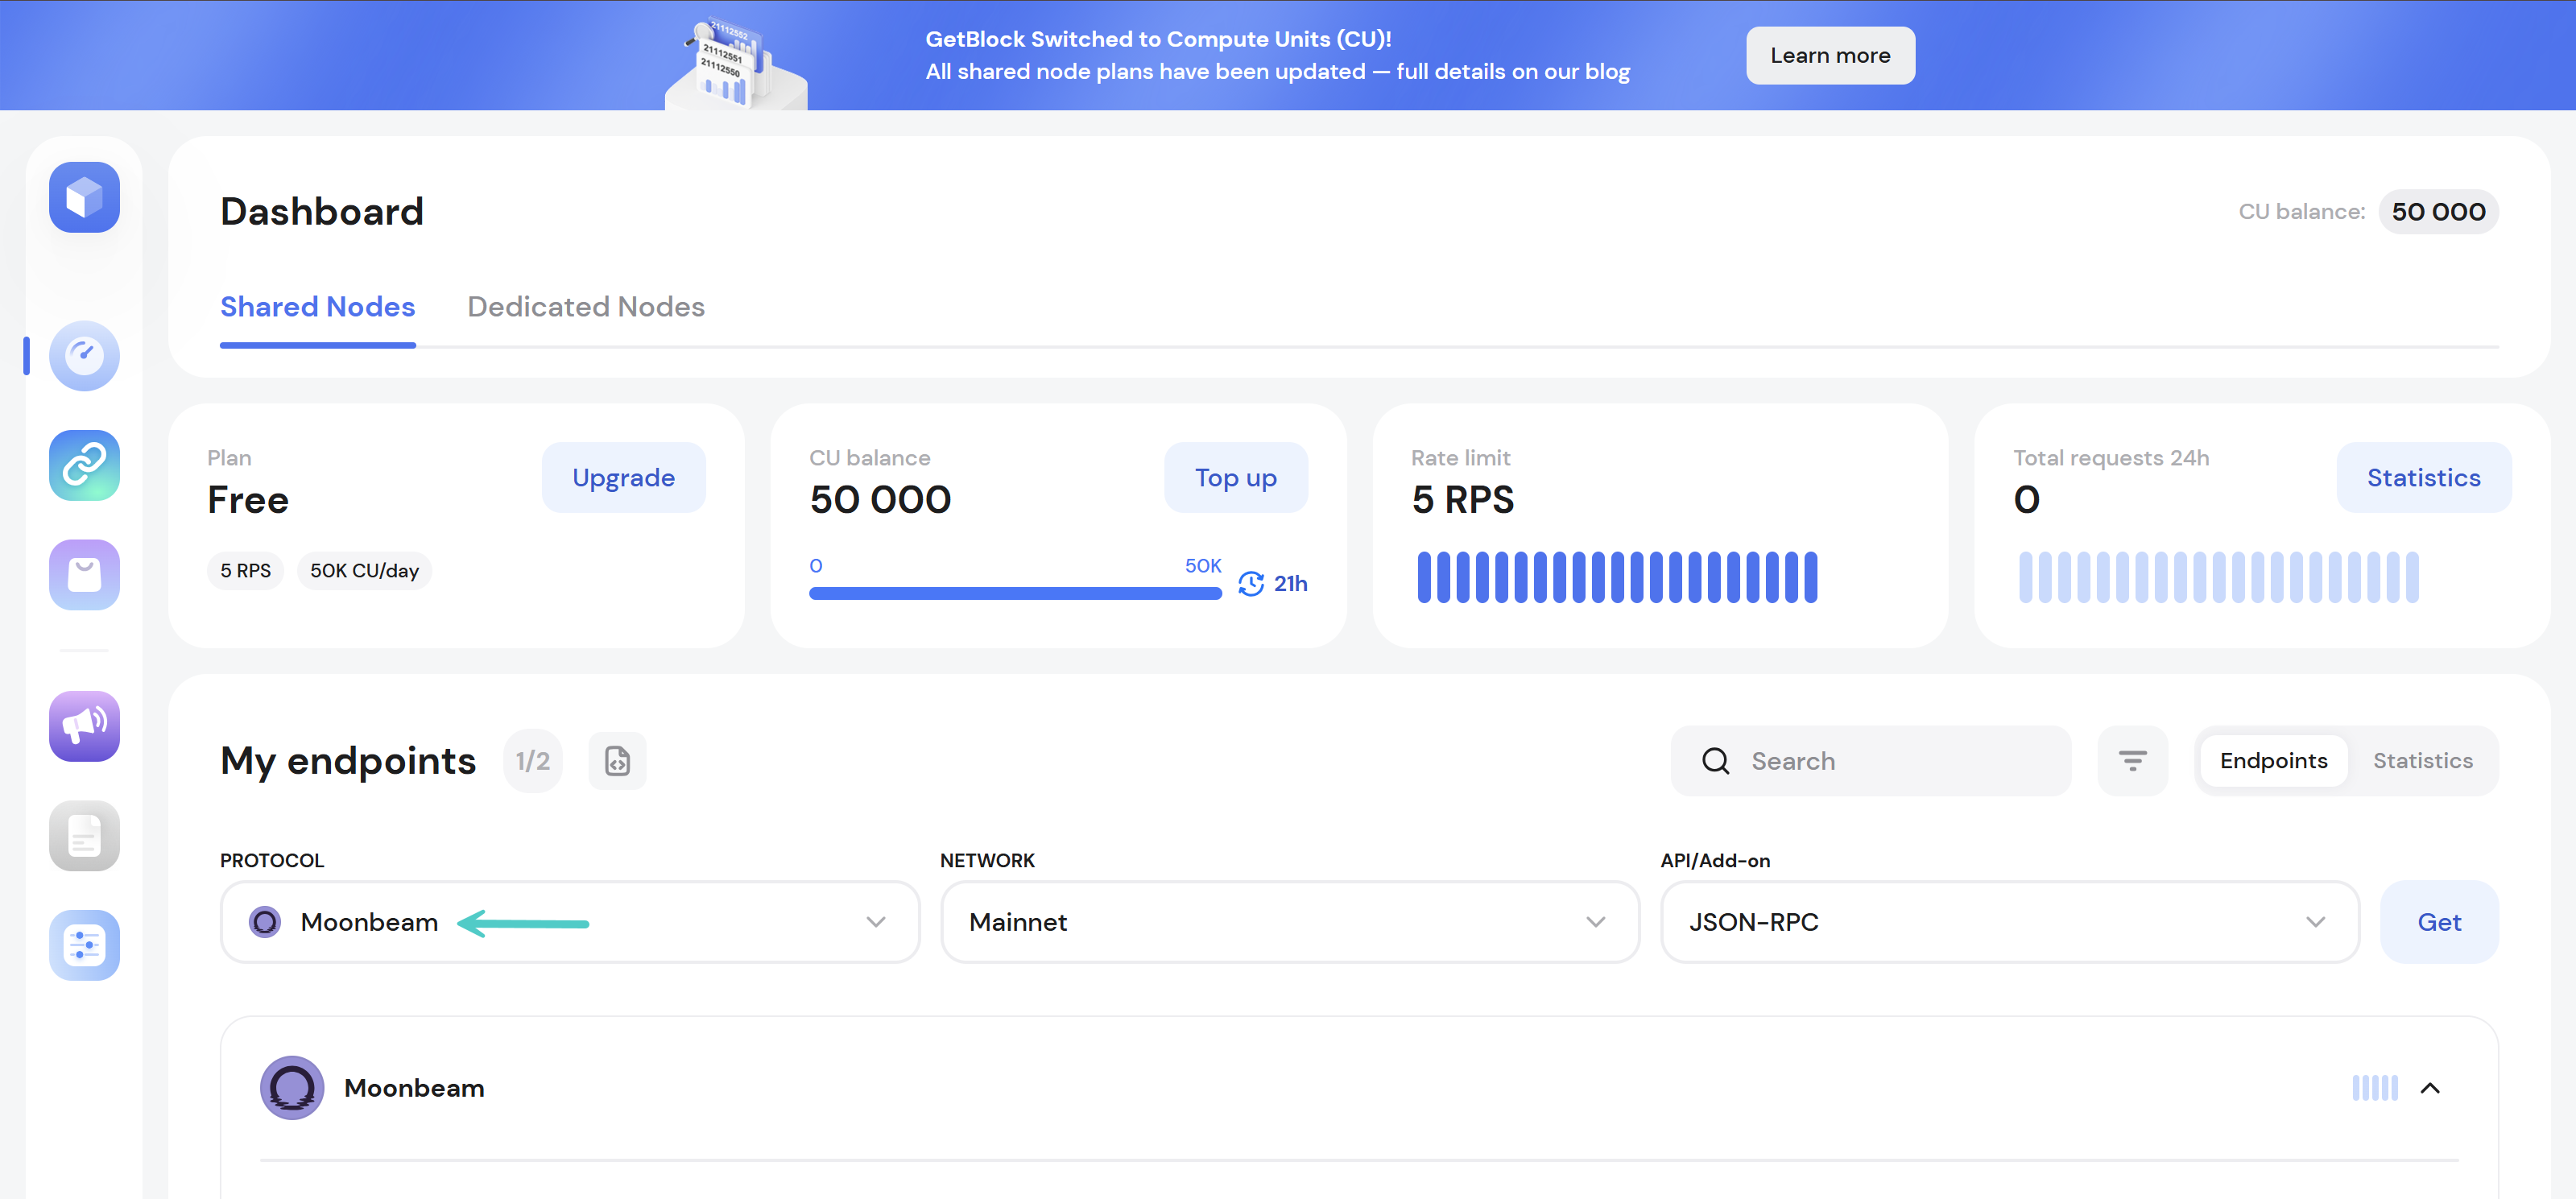 21112552
21112551
21112550
GetBlock Switched to Compute Units (CU)!
All shared node plans have been updated — full details on our blog
Learn more
Dashboard
CU balance: 50 000
Shared Nodes Dedicated Nodes
Plan
Free
Upgrade
5 RPS 50K CU/day
CU balance
50 000
Top up
0 50K
21h
Rate limit
5 RPS
Total requests 24h
0
Statistics
My endpoints 1/2
Search
Endpoints Statistics
PROTOCOL
Moonbeam
NETWORK
Mainnet
API/Add-on
JSON-RPC
Get
Moonbeam